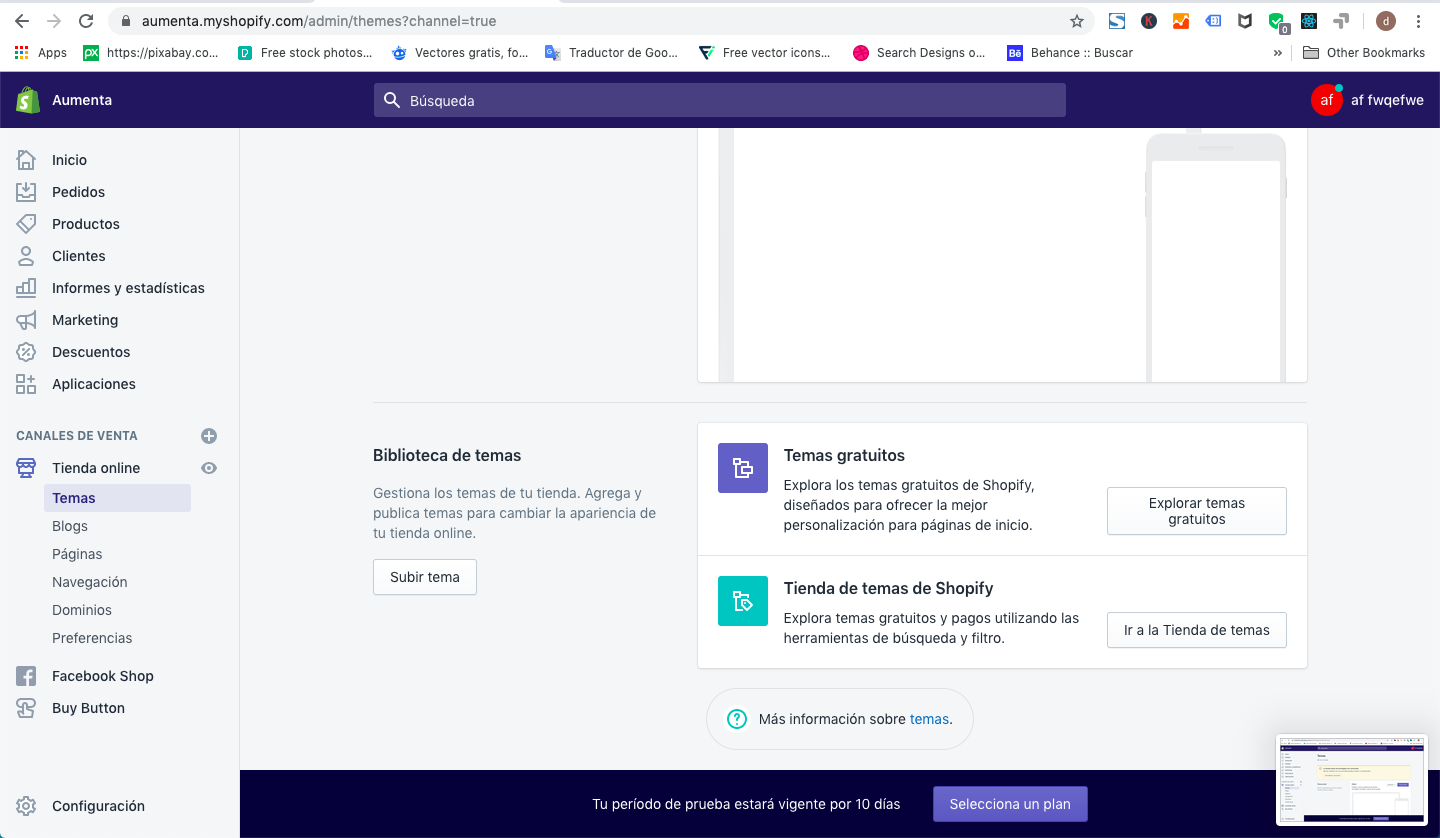 aumenta.myshopify.com/admin/themes?channel=true
0
d
Apps
px
https://pixabay.co...
Free stock photos...
Vectores gratis, fo...
Traductor de Goo...
Free vector icons...
Search Designs o...
Bē
Behance :: Buscar
»
Other Bookmarks
Aumenta
Búsqueda
af
af fwqefwe
Inicio
Pedidos
Productos
Clientes
Informes y estadísticas
Marketing
Descuentos
Aplicaciones
CANALES DE VENTA
Tienda online
Temas
Blogs
Páginas
Navegación
Dominios
Preferencias
Facebook Shop
Buy Button
Configuración
Biblioteca de temas
Gestiona los temas de tu tienda. Agrega y
publica temas para cambiar la apariencia de
tu tienda online.
Subir tema
Temas gratuitos
Explora los temas gratuitos de Shopify,
diseñados para ofrecer la mejor
personalización para páginas de inicio.
Explorar temas
gratuitos
Tienda de temas de Shopify
Explora temas gratuitos y pagos utilizando las
herramientas de búsqueda y filtro.
Ir a la Tienda de temas
Más información sobre temas.
Tu período de prueba estará vigente por 10 días
Selecciona un plan